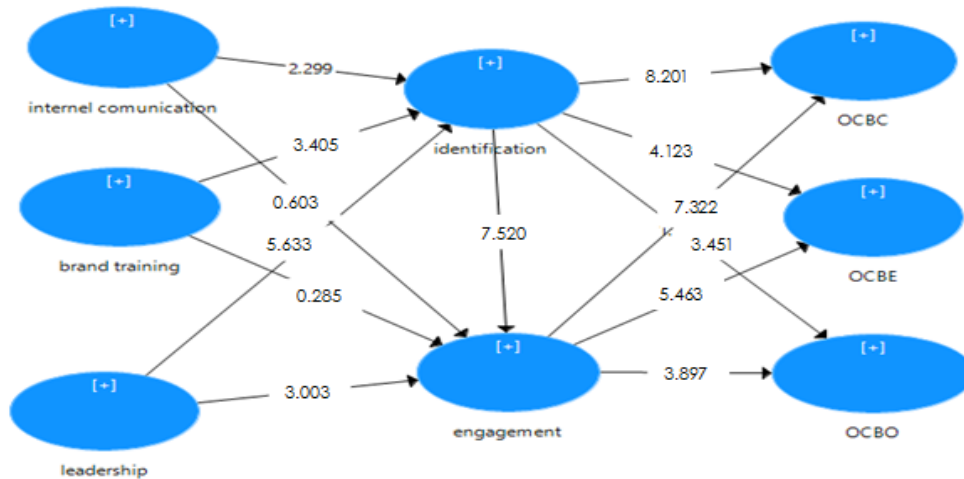 [+]
internel comunication
2.299
[+]
identification
8.201
[+]
OCBC
3.405
4.123
[+]
brand training
0.603
5.633
7.520
7.322
3.451
[+]
OCBE
0.285
5.463
[+]
leadership
3.003
[+]
engagement
3.897
[+]
OCBO